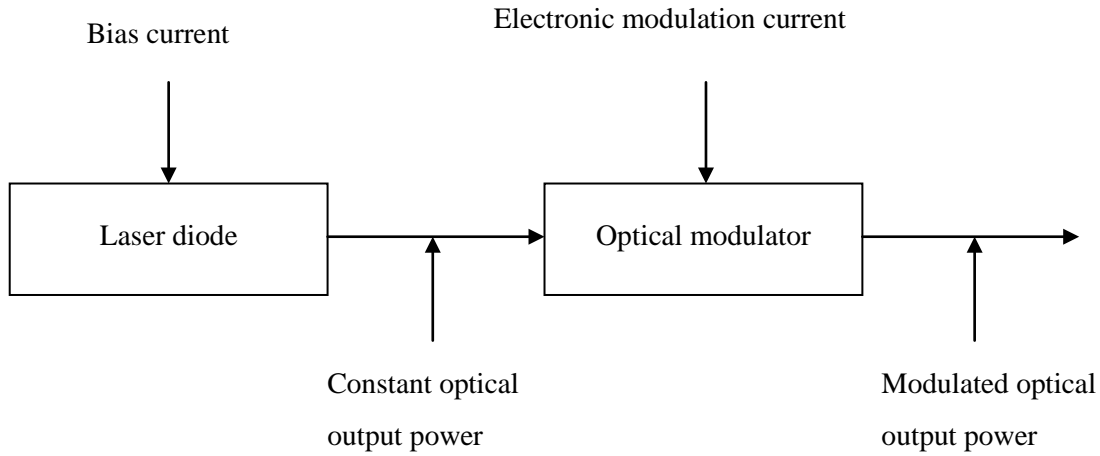 Bias current
Electronic modulation current
Laser diode
Optical modulator
Constant optical
output power
Modulated optical
output power